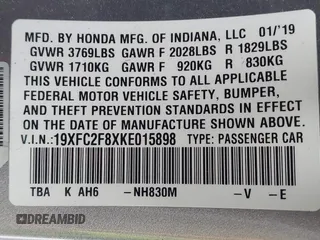 MFD. BY HONDA MFG. OF INDIANA, LLC 01/'19
GVWR 3769LBS GAWR F 2028LBS R 1829LBS
GVWR 1710KG GAWR F 920KG R 830KG
THIS VEHICLE CONFORMS TO ALL APPLICABLE
FEDERAL MOTOR VEHICLE SAFETY, BUMPER,
AND THEFT PREVENTION STANDARDS IN EFFECT
ON THE DATE OF MANUFACTURE SHOWN ABOVE.
V.I.N.:19XFC2F8XKE015898 TYPE: PASSENGER CAR
TBA K AH6 -NH830M -V -E
DREAMBID